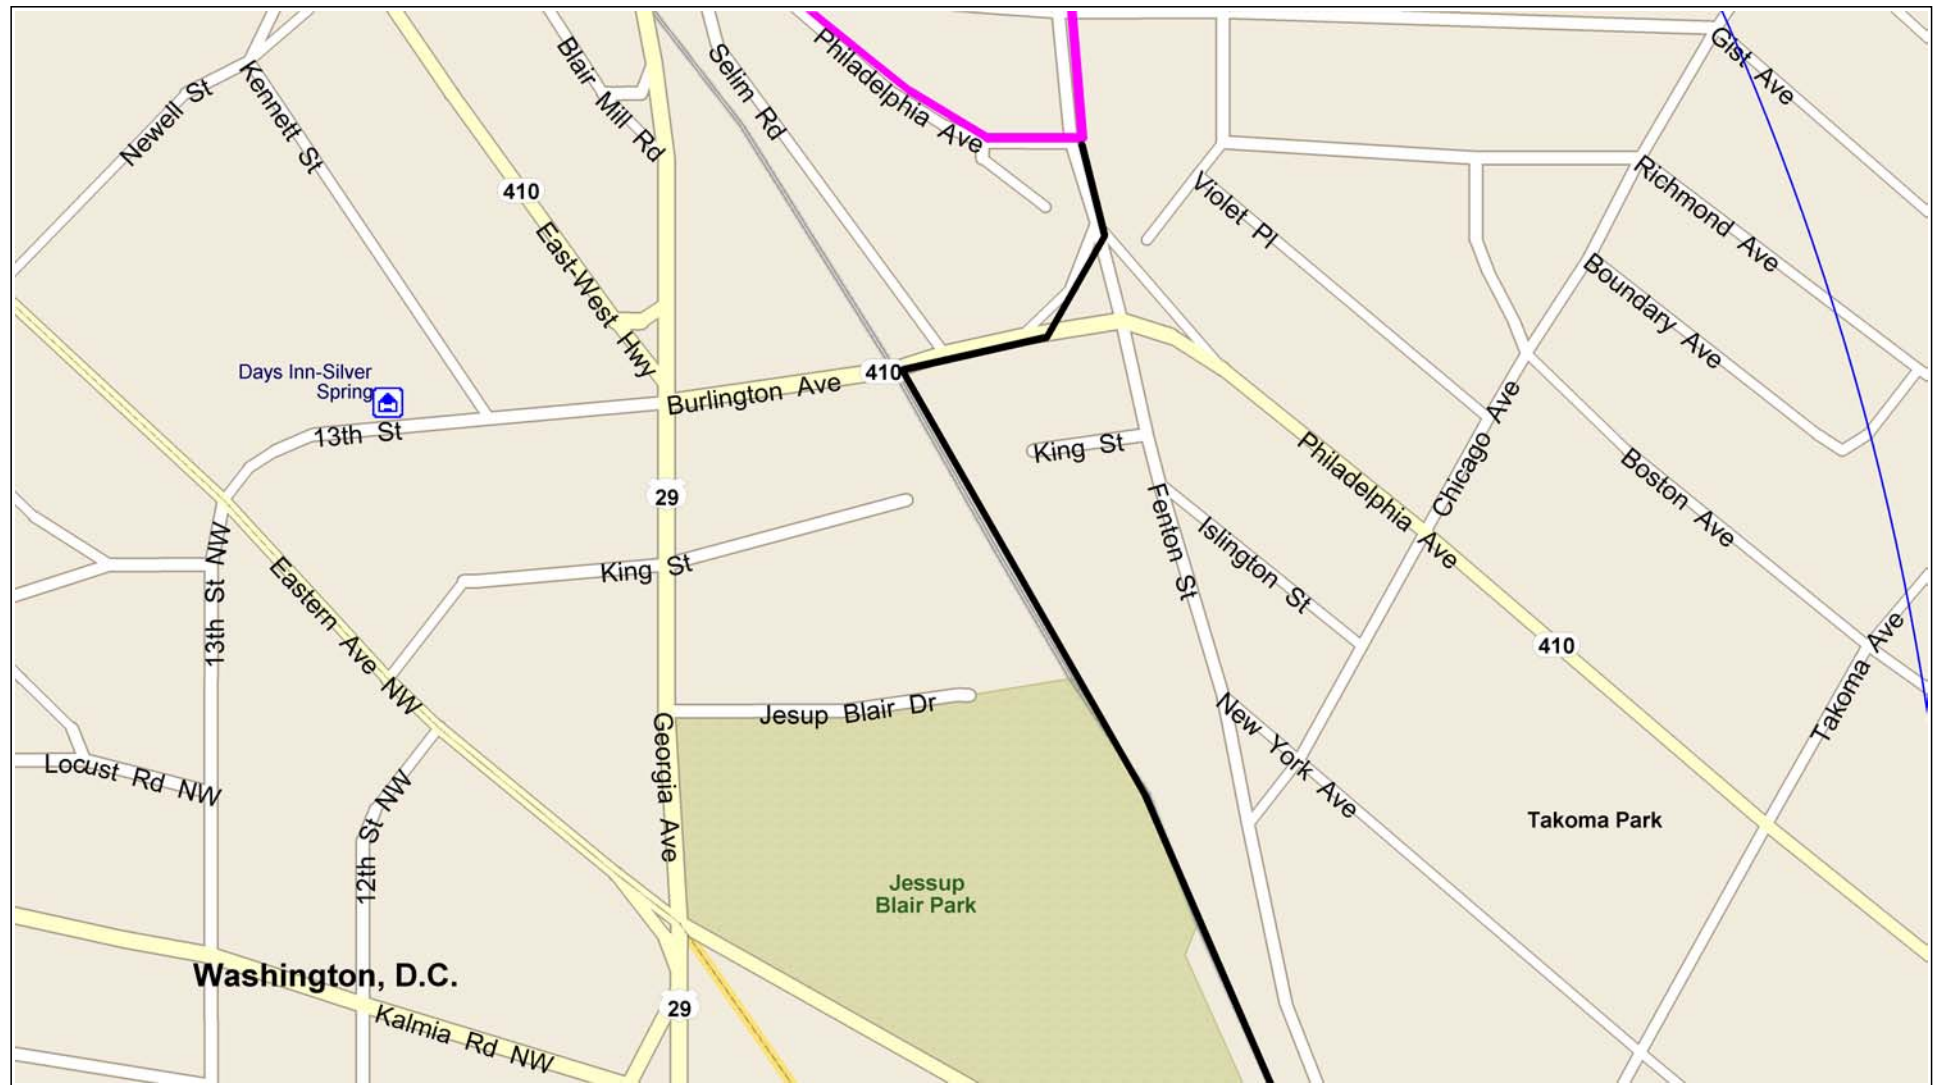 Gist Ave
Philadelphia Ave
Blair Mill Rd
Selim Rd
Newell St
Kennett St
410
Richmond Ave
Violet Pl
East-West Hwy
Boundary Ave
Days Inn-Silver
Spring
410
Burlington Ave
13th St
King St
Philadelphia Ave
Chicago Ave
Boston Ave
29
Fenton St
Islington St
13th St NW
Eastern Ave NW
King St
410
Takoma Ave
Jesup Blair Dr
Georgia Ave
New York Ave
Locust Rd NW
12th St NW
Takoma Park
Jessup
Blair Park
Washington, D.C.
29
Kalmia Rd NW